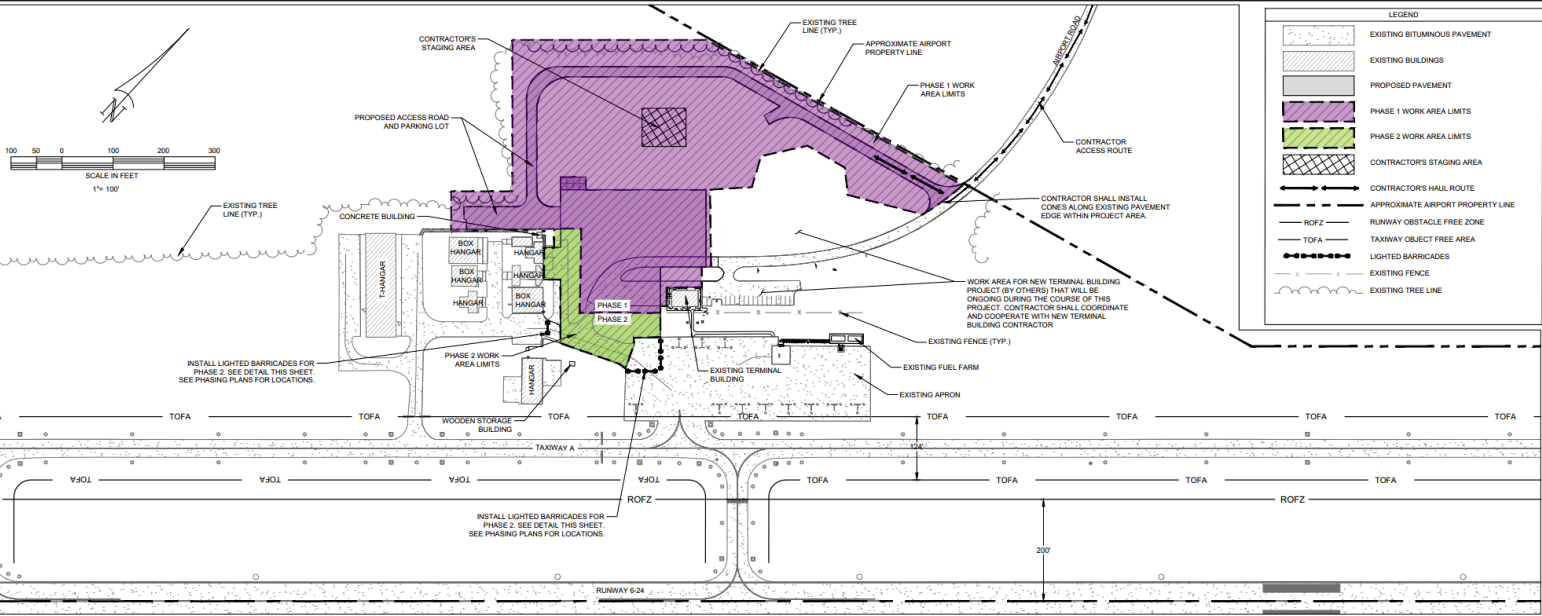 CONTRACTOR'S
STAGING AREA
EXISTING TREE
LINE (TYP.)
APPROXIMATE AIRPORT
PROPERTY LINE
AIRPORT ROAD
PHASE 1 WORK
AREA LIMITS
PROPOSED ACCESS ROAD
AND PARKING LOT
CONTRACTOR
ACCESS ROUTE
100 50 0 100 200 300
SCALE IN FEET
1"= 100'
EXISTING TREE
LINE (TYP.)
CONCRETE BUILDING
CONTRACTOR SHALL INSTALL
CONES ALONG EXISTING PAVEMENT
EDGE WITHIN PROJECT AREA.
T-HANGAR
BOX
HANGAR
HANGAR
BOX
HANGAR
HANGAR
HANGAR
BOX
HANGAR
PHASE 1
PHASE 2
WORK AREA FOR NEW TERMINAL BUILDING
PROJECT (BY OTHERS) THAT WILL BE
ONGOING DURING THE COURSE OF THIS
PROJECT. CONTRACTOR SHALL COORDINATE
AND COOPERATE WITH NEW TERMINAL
BUILDING CONTRACTOR
EXISTING FENCE (TYP.)
INSTALL LIGHTED BARRICADES FOR
PHASE 2. SEE DETAIL THIS SHEET.
SEE PHASING PLANS FOR LOCATIONS.
PHASE 2 WORK
AREA LIMITS
HANGAR
EXISTING TERMINAL
BUILDING
EXISTING FUEL FARM
EXISTING APRON
WOODEN STORAGE
BUILDING
TOFA TOFA TOFA TOFA TOFA TOFA TOFA TOFA
TAXIWAY A
124'
TOFA TOFA TOFA TOFA TOFA TOFA TOFA TOFA
ROFZ ROFZ
INSTALL LIGHTED BARRICADES FOR
PHASE 2. SEE DETAIL THIS SHEET.
SEE PHASING PLANS FOR LOCATIONS.
200'
RUNWAY 6-24
LEGEND
EXISTING BITUMINOUS PAVEMENT
EXISTING BUILDINGS
PROPOSED PAVEMENT
PHASE 1 WORK AREA LIMITS
PHASE 2 WORK AREA LIMITS
CONTRACTOR'S STAGING AREA
CONTRACTOR'S HAUL ROUTE
APPROXIMATE AIRPORT PROPERTY LINE
ROFZ RUNWAY OBSTACLE FREE ZONE
TOFA TAXIWAY OBJECT FREE AREA
LIGHTED BARRICADES
X X EXISTING FENCE
EXISTING TREE LINE